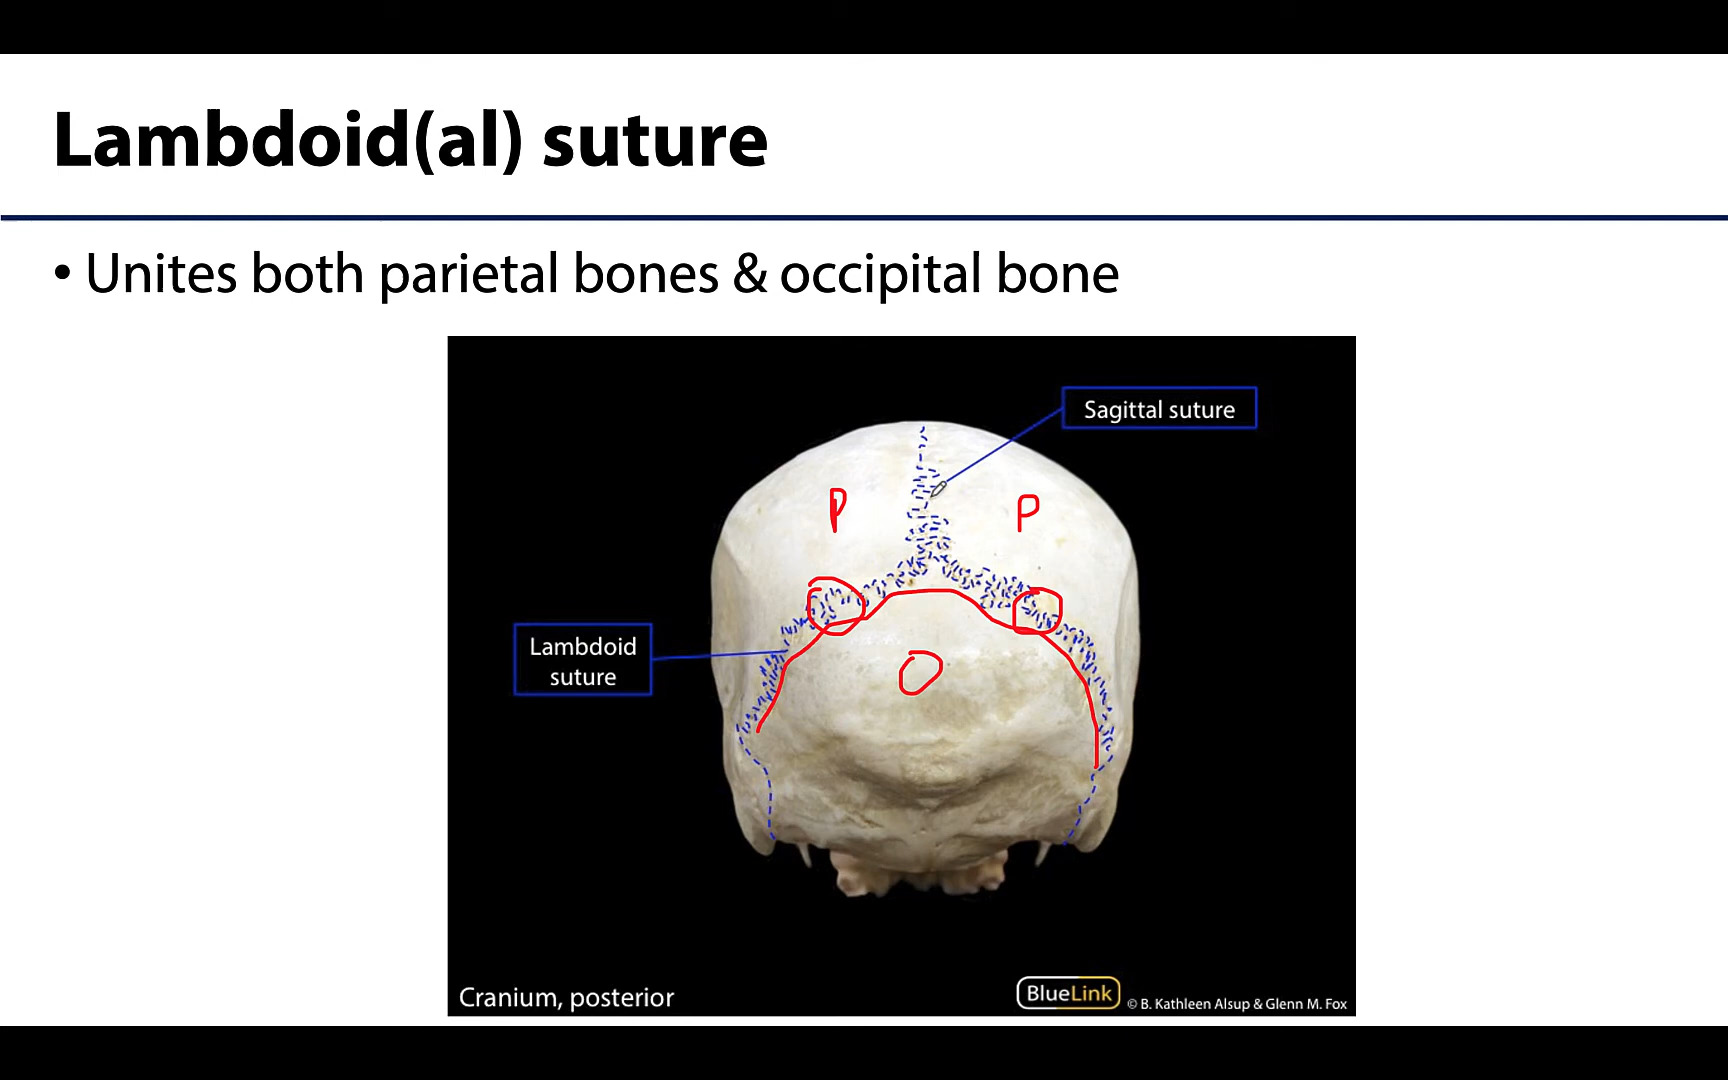 Lambdoid(al) suture
• Unites both parietal bones & occipital bone
Sagittal suture
P P
Lambdoid
suture
O
Cranium, posterior
BlueLink © B. Kathleen Alsup & Glenn M. Fox